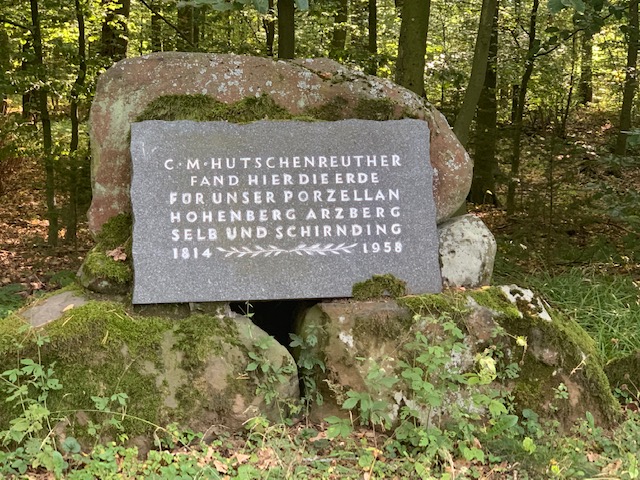 C·M·HUTSCHENREUTHER
FAND HIER DIE ERDE
FÜR UNSER PORZELLAN
HOHENBERG ARZBERG
SELB UND SCHIRNDING
1814 1958